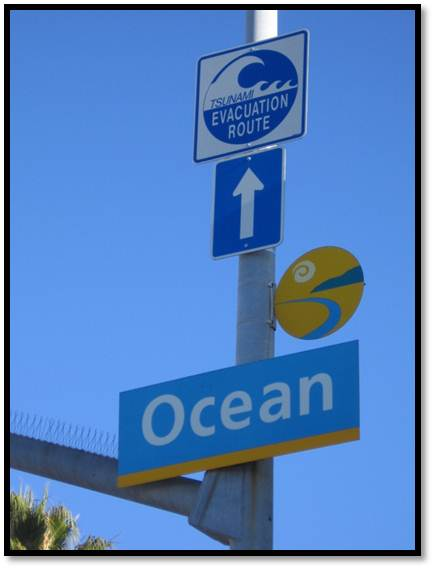 TSUNAMI
EVACUATION
ROUTE
Ocean